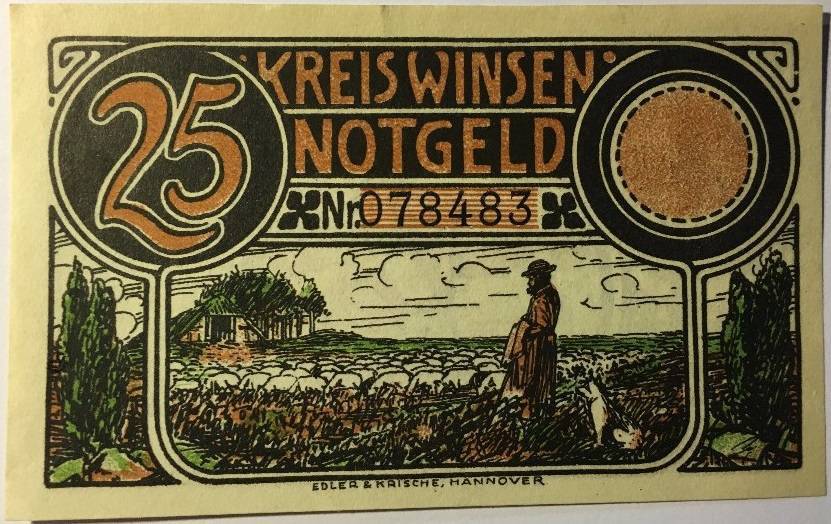 25
KREIS WINSEN
NOTGELD
Nr. 078483
EDLER & KRISCHE, HANNOVER